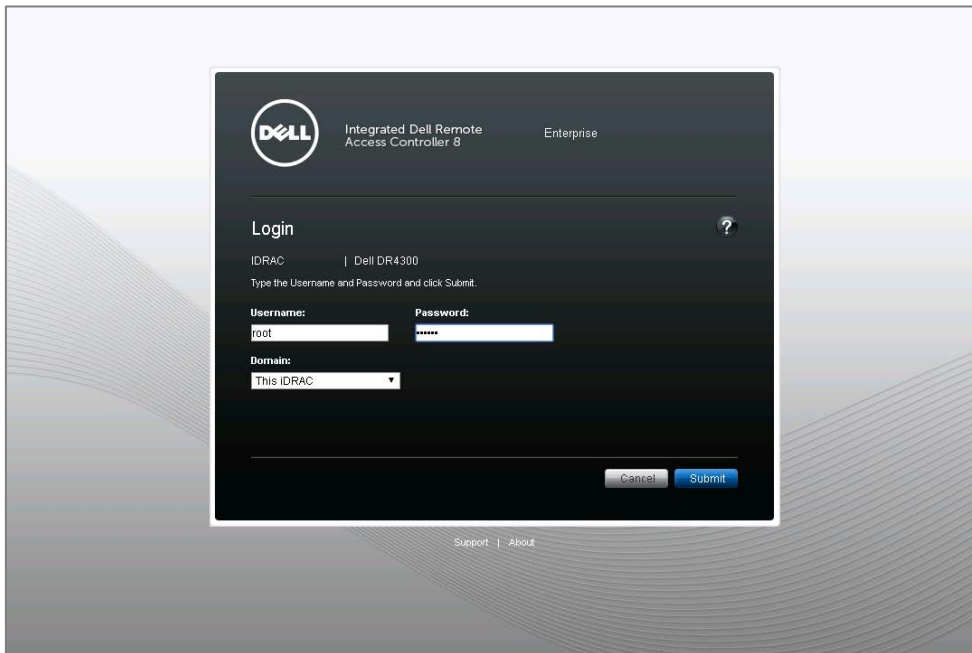 DELL
Integrated Dell Remote Access Controller 8
Enterprise
Login
?
IDRAC | Dell DR4300
Type the Username and Password and click Submit.
Username: Password:
root ••••••
Domain:
This iDRAC
Cancel Submit
Support | About